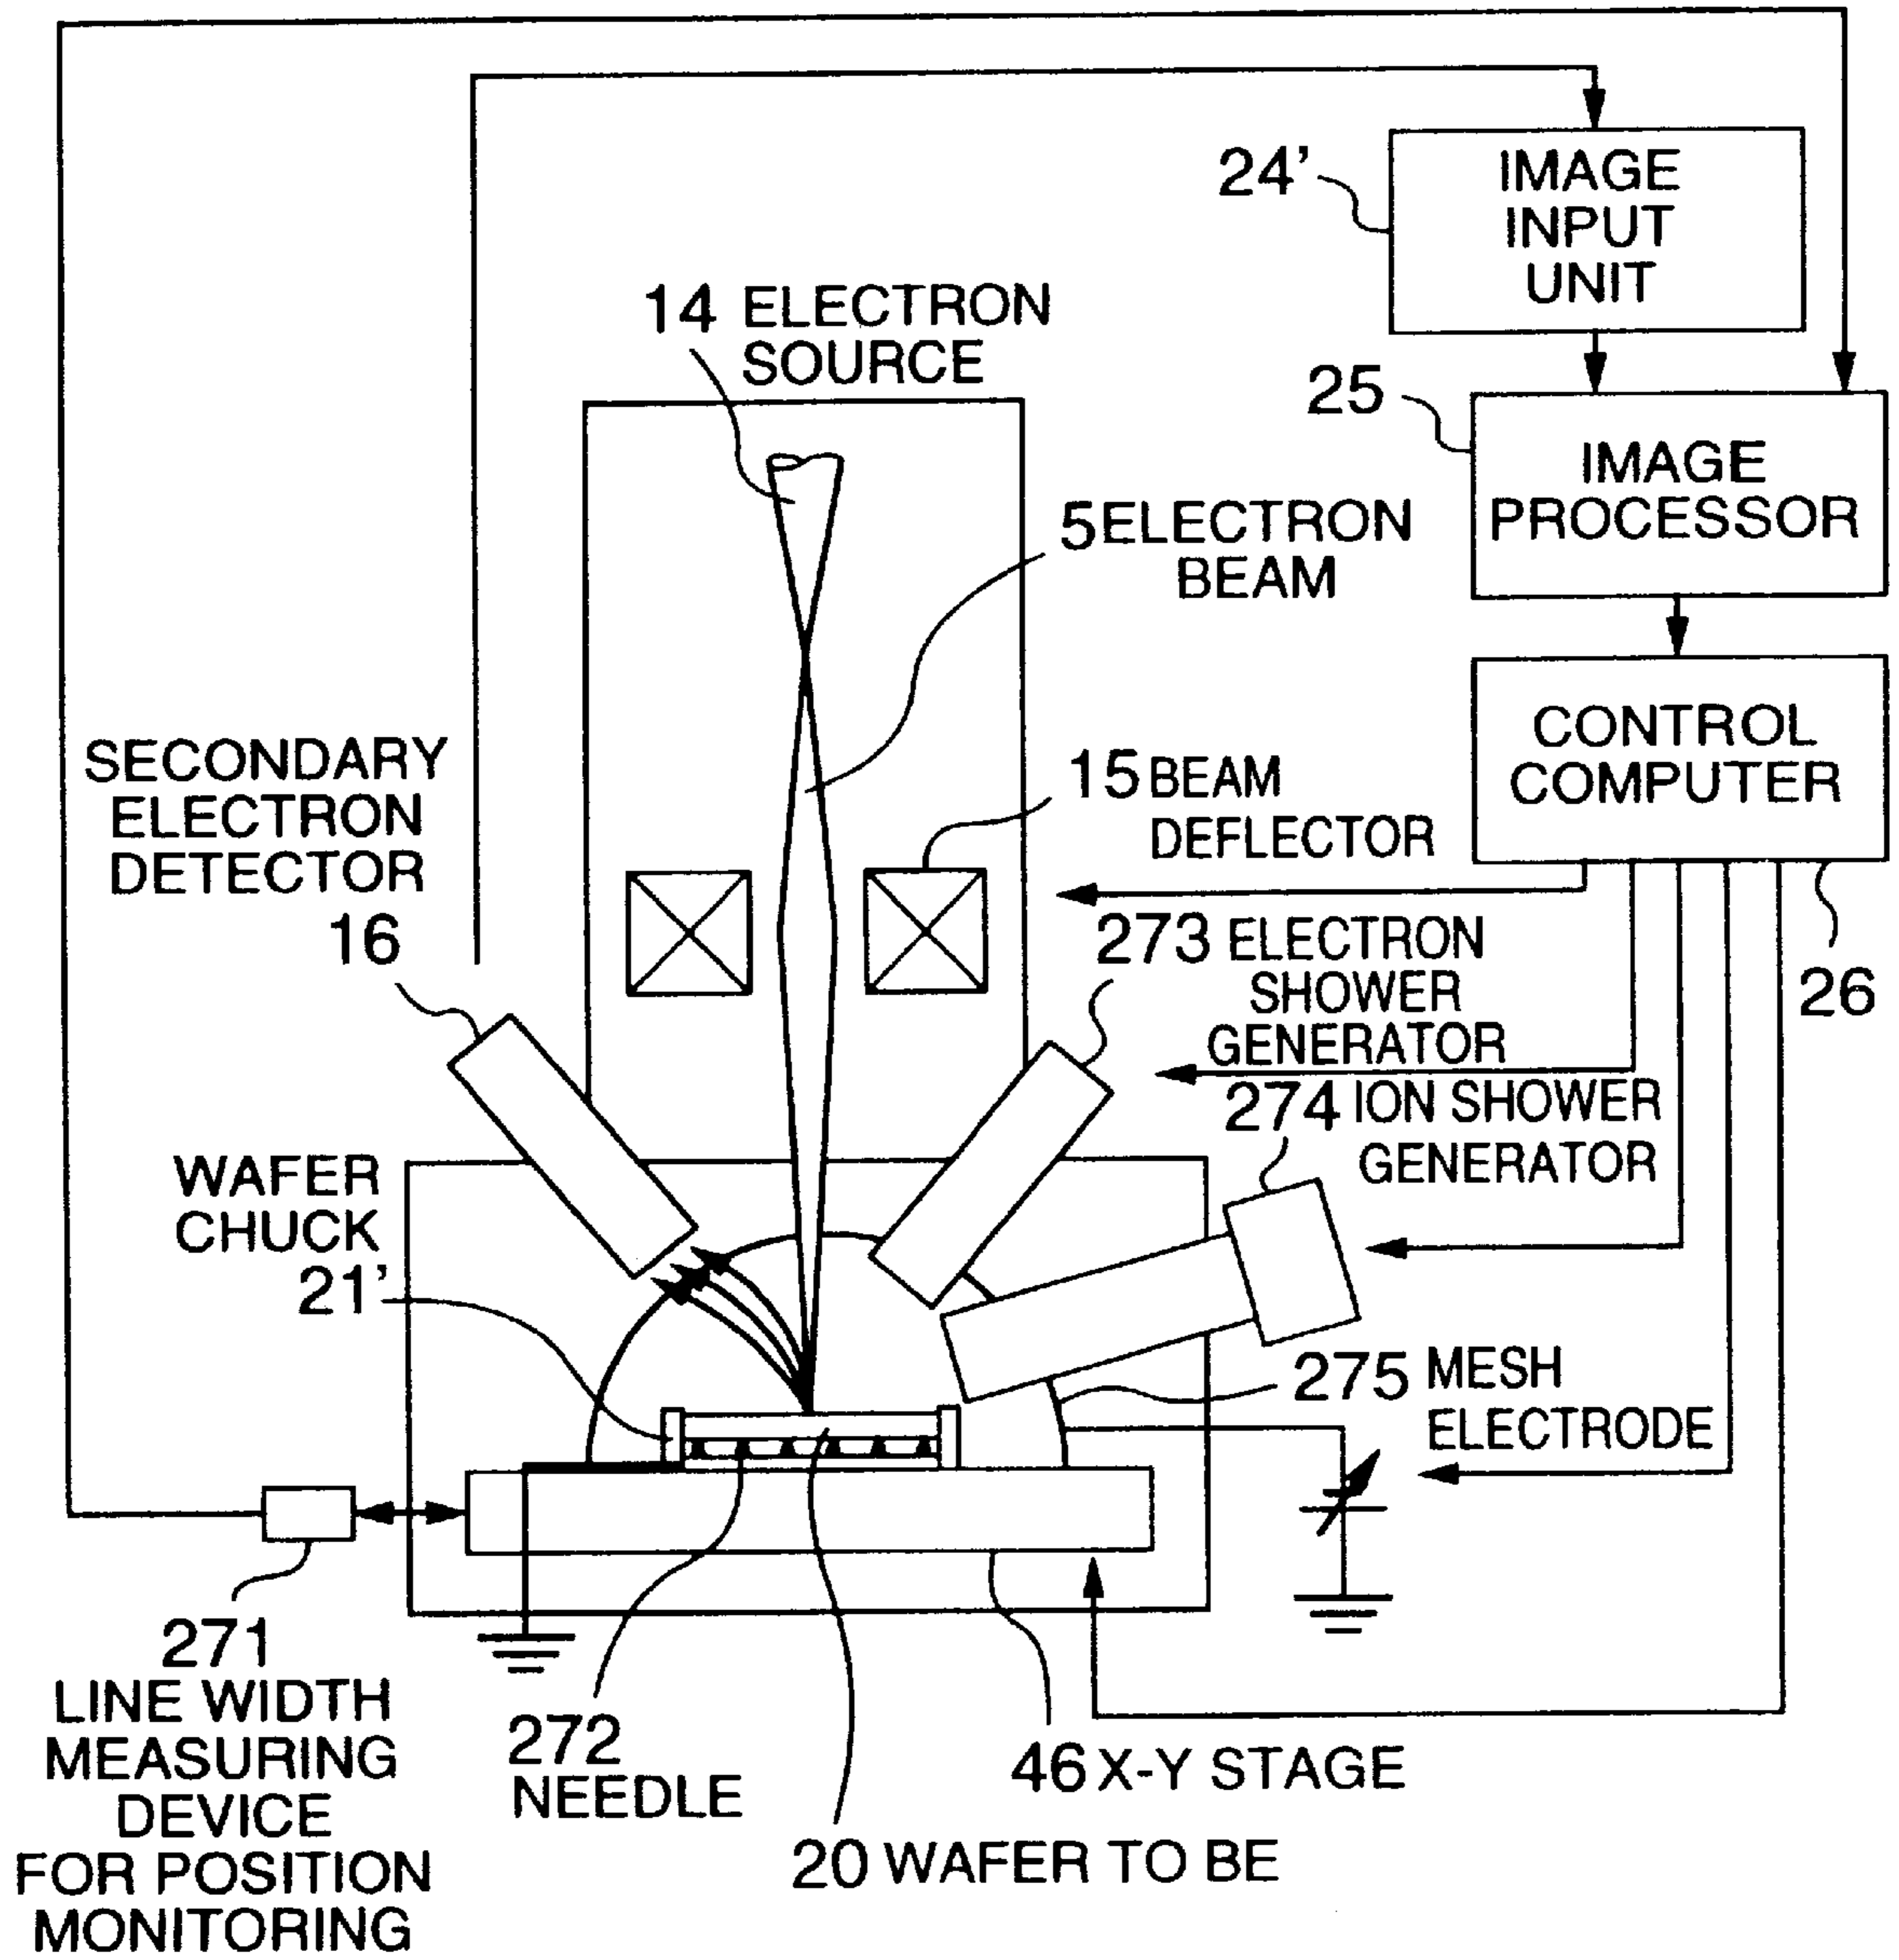 24'
IMAGE
INPUT
UNIT
14 ELECTRON
SOURCE
25
IMAGE
PROCESSOR
5 ELECTRON
BEAM
CONTROL
COMPUTER
26
SECONDARY
ELECTRON
DETECTOR
16
15 BEAM
DEFLECTOR
273 ELECTRON
SHOWER
GENERATOR
274 ION SHOWER
GENERATOR
WAFER
CHUCK
21'
275 MESH
ELECTRODE
271
LINE WIDTH
MEASURING
DEVICE
FOR POSITION
MONITORING
272
NEEDLE
46 X-Y STAGE
20 WAFER TO BE